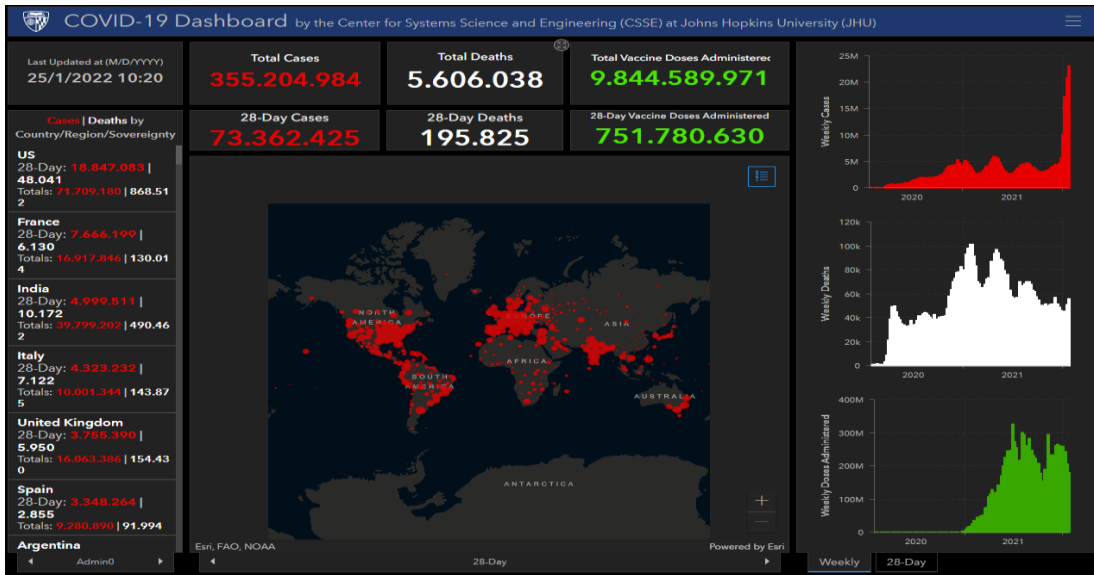 COVID-19 Dashboard by the Center for Systems Science and Engineering (CSSE) at Johns Hopkins University (JHU)
Last Updated at (M/D/YYYY)
25/1/2022 10:20
Total Cases
355.204.984
Total Deaths
5.606.038
Total Vaccine Doses Administered
9.844.589.971
28-Day Cases
73.362.425
28-Day Deaths
195.825
28-Day Vaccine Doses Administered
751.780.630
Cases | Deaths by
Country/Region/Sovereignty
US
28-Day: 18.847.083 |
48.041
Totals: 71.709.180 | 868.51
2
France
28-Day: 7.666.199 |
6.130
Totals: 16.917.846 | 130.01
4
India
28-Day: 4.999.511 |
10.172
Totals: 39.799.202 | 490.46
2
Italy
28-Day: 4.323.232 |
7.122
Totals: 10.001.344 | 143.87
5
United Kingdom
28-Day: 3.755.390 |
5.950
Totals: 16.063.386 | 154.43
0
Spain
28-Day: 3.348.264 |
2.855
Totals: 9.280.890 | 91.994
Argentina
Admin0
NORTH
AMERICA
EUROPE
ASIA
AFRICA
SOUTH
AMERICA
AUSTRALIA
ANTARCTICA
Esri, FAO, NOAA
Powered by Esri
28-Day
Weekly Cases
25M
20M
15M
10M
5M
0
2020
2021
Weekly Deaths
120k
100k
80k
60k
40k
20k
0
2020
2021
Weekly Doses Administered
400M
300M
200M
100M
0
2020
2021
Weekly
28-Day